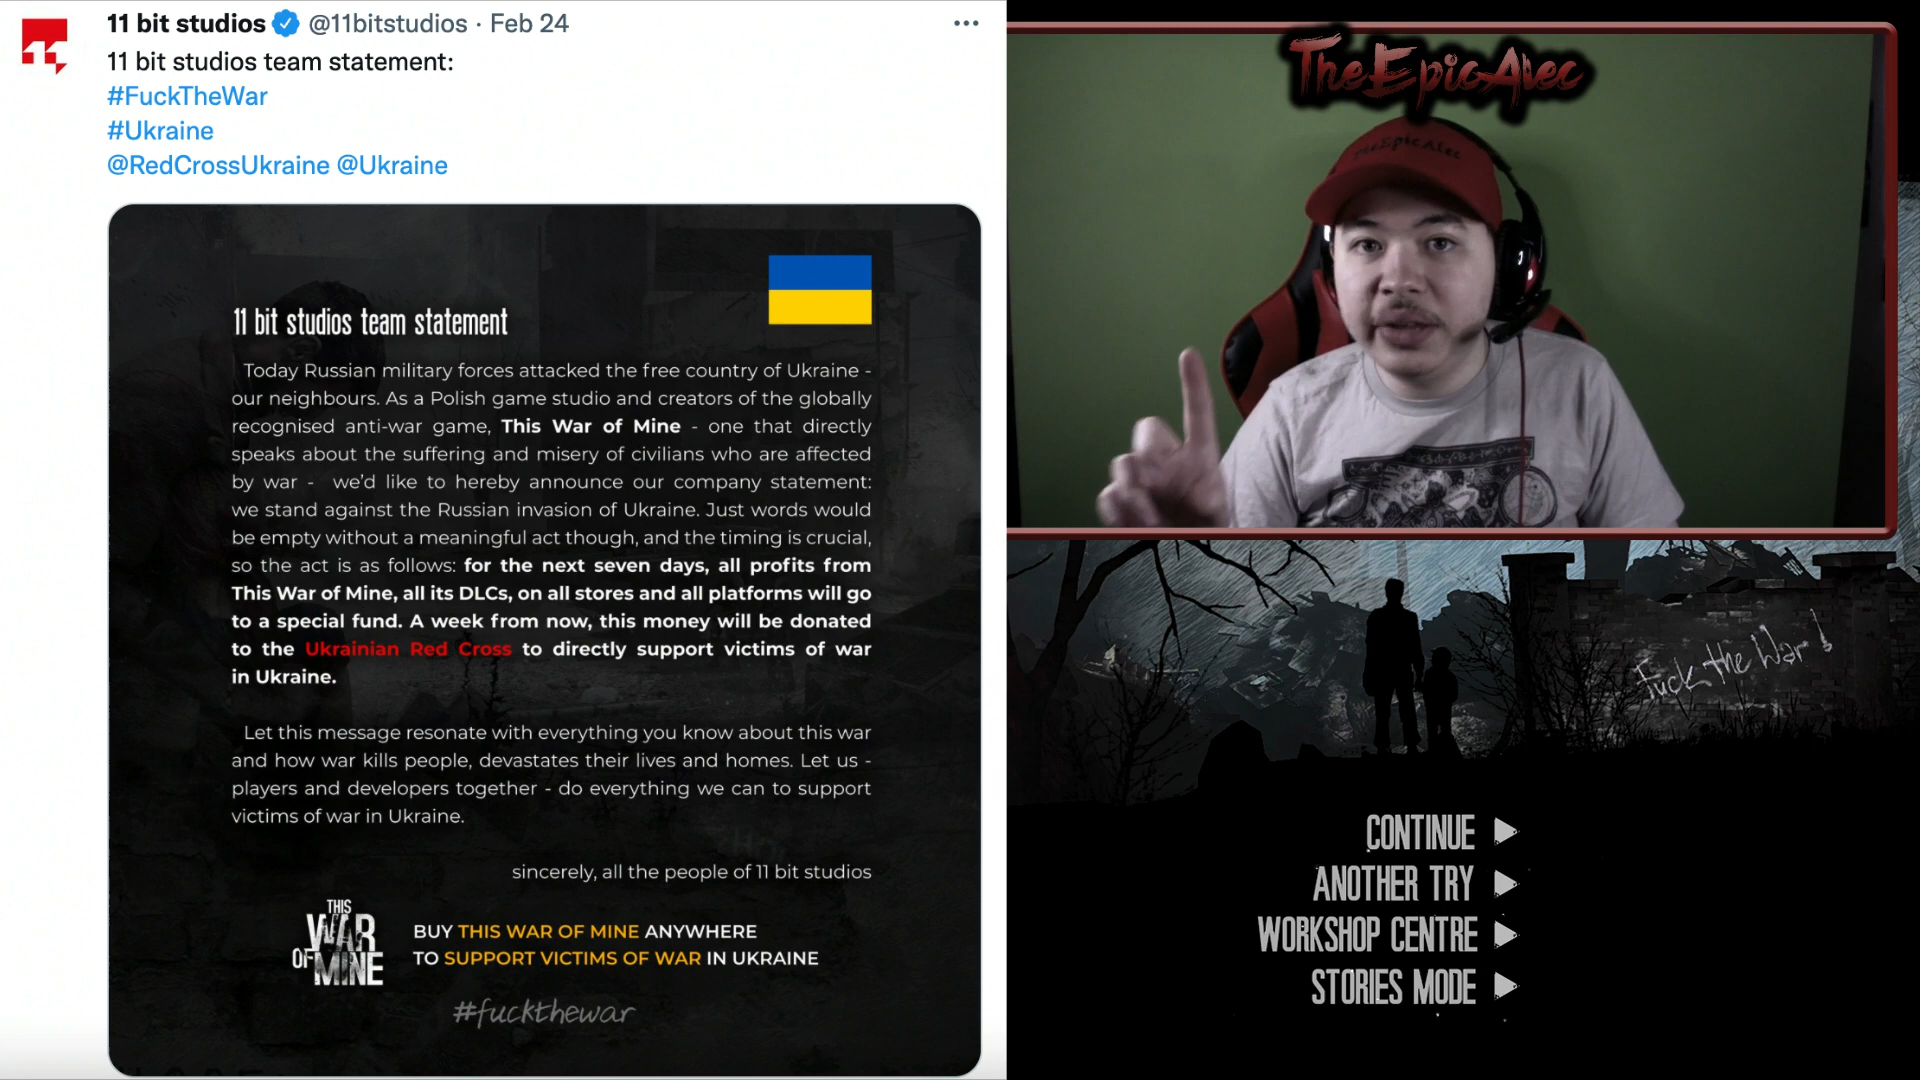 11 bit studios @11bitstudios · Feb 24
11 bit studios team statement:
#FuckTheWar
#Ukraine
@RedCrossUkraine @Ukraine
11 bit studios team statement
Today Russian military forces attacked the free country of Ukraine -
our neighbours. As a Polish game studio and creators of the globally
recognised anti-war game, This War of Mine - one that directly
speaks about the suffering and misery of civilians who are affected
by war - we'd like to hereby announce our company statement:
we stand against the Russian invasion of Ukraine. Just words would
be empty without a meaningful act though, and the timing is crucial,
so the act is as follows: for the next seven days, all profits from
This War of Mine, all its DLCs, on all stores and all platforms will go
to a special fund. A week from now, this money will be donated
to the Ukrainian Red Cross to directly support victims of war
in Ukraine.
Let this message resonate with everything you know about this war
and how war kills people, devastates their lives and homes. Let us -
players and developers together - do everything we can to support
victims of war in Ukraine.
sincerely, all the people of 11 bit studios
THIS
WAR
OF MINE
BUY THIS WAR OF MINE ANYWHERE
TO SUPPORT VICTIMS OF WAR IN UKRAINE
#fuckthewar
TheEpicAlec
TheEpicAlec
Fuck the War!
CONTINUE
ANOTHER TRY
WORKSHOP CENTRE
STORIES MODE